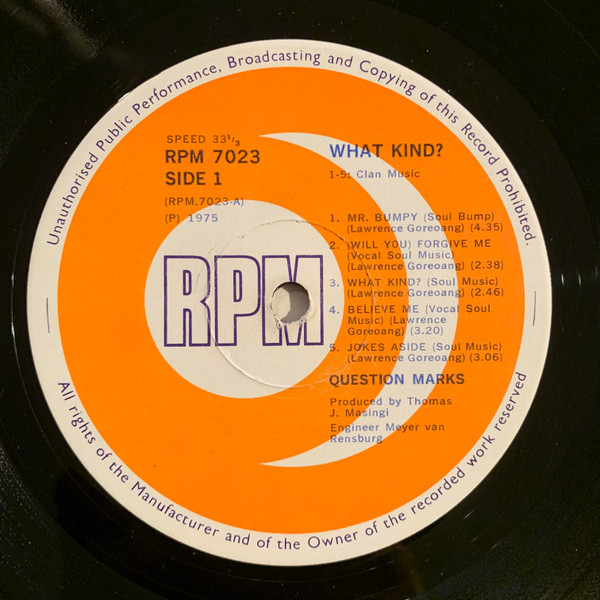 Unauthorised Public Performance, Broadcasting and Copying of this Record Prohibited.
SPEED 33⅓
RPM 7023
SIDE 1
(RPM.7023-A)
(P) 1975
RPM
WHAT KIND?
1-5: Clan Music
1. MR. BUMPY (Soul Bump)
(Lawrence Goreoang) (4.35)
2. (WILL YOU) FORGIVE ME
(Vocal Soul Music)
(Lawrence Goreoang) (2.38)
3. WHAT KIND? (Soul Music)
(Lawrence Goreoang) (2.46)
4. BELIEVE ME (Vocal Soul
Music) (Lawrence
Goreoang) (3.20)
5. JOKES ASIDE (Soul Music)
(Lawrence Goreoang) (3.06)
QUESTION MARKS
Produced by Thomas
J. Masingi
Engineer Meyer van
Rensburg
All rights of the Manufacturer and of the Owner of the recorded work reserved